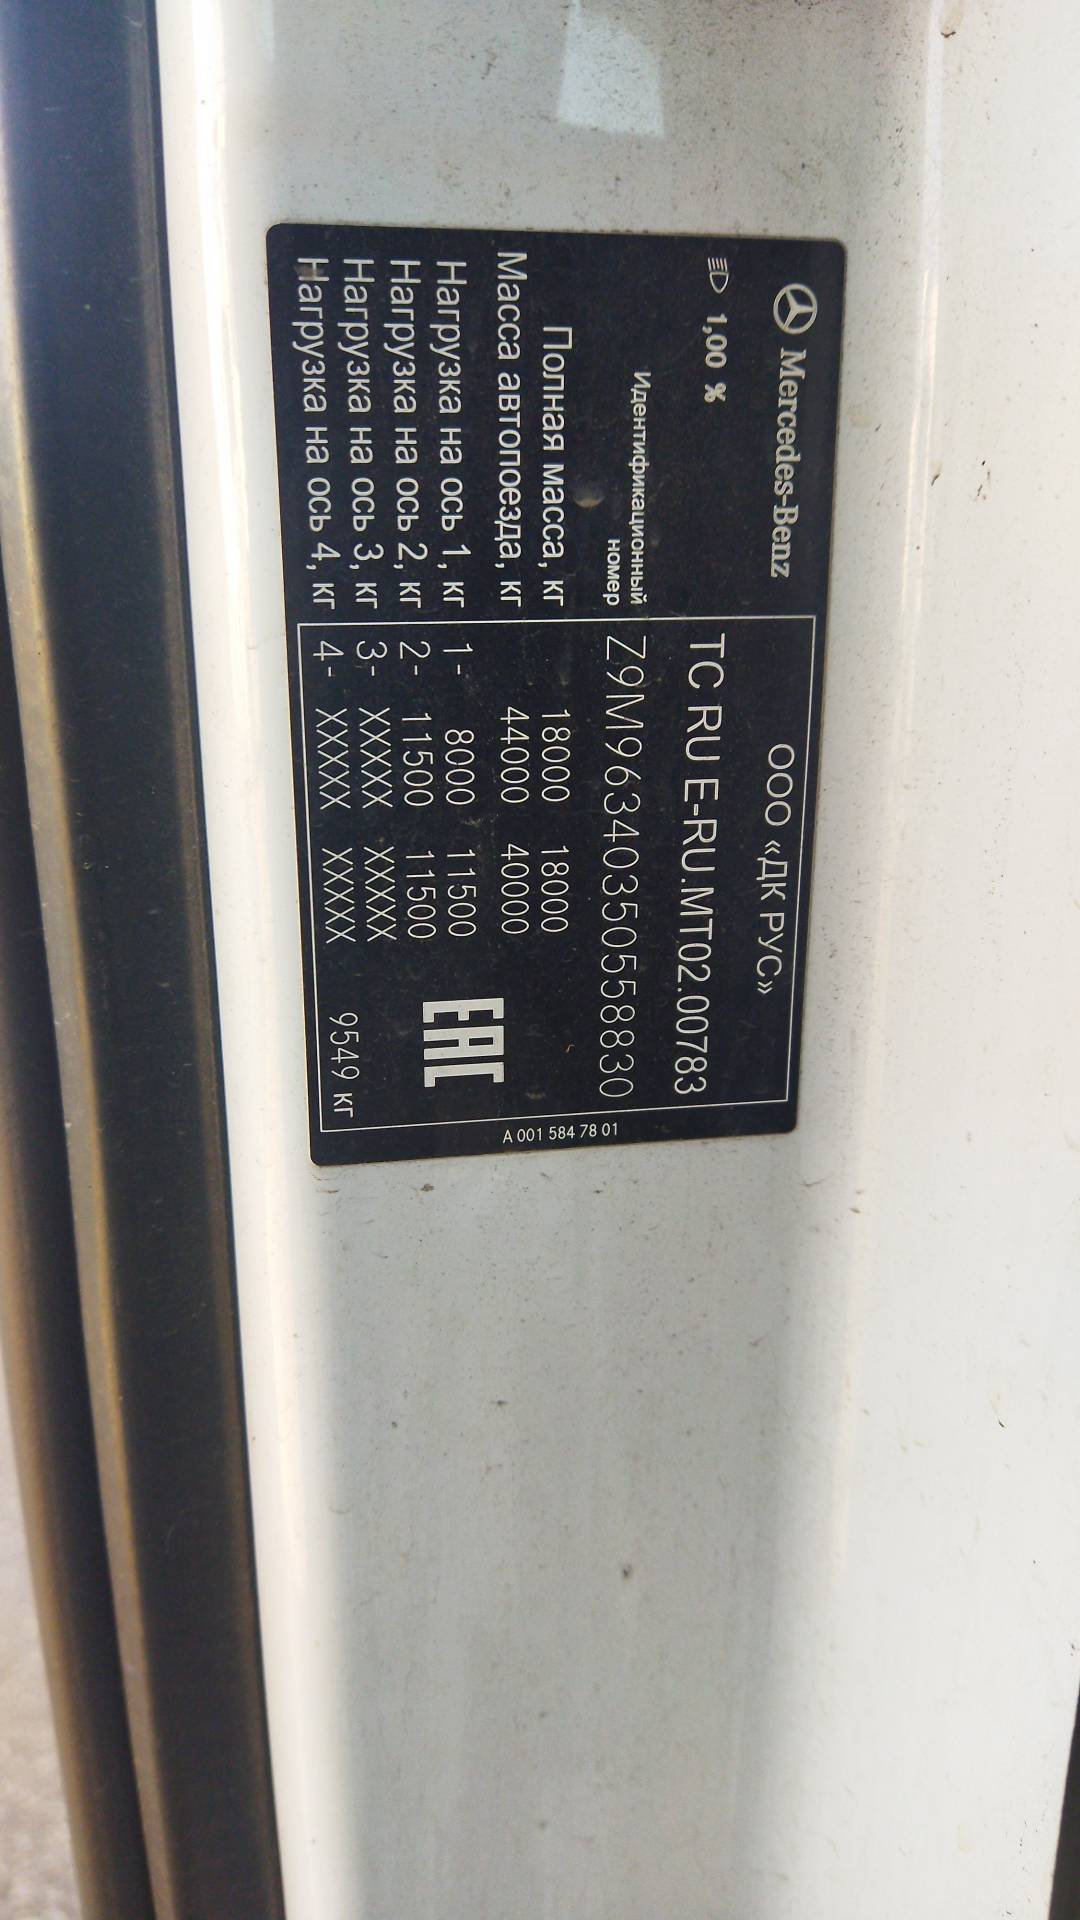 Mercedes-Benz
ООО «ДК РУС»
1,00 %
TC RU E-RU.MT02.00783
Идентификационный
номер
Z9M96340350558830
Полная масса, кг 18000 18000
Масса автопоезда, кг 44000 40000
Нагрузка на ось 1, кг 1- 8000 11500
Нагрузка на ось 2, кг 2- 11500 11500
Нагрузка на ось 3, кг 3- XXXXX XXXXX
Нагрузка на ось 4, кг 4- XXXXX XXXXX
EAC
9549 кг
A 001 584 78 01